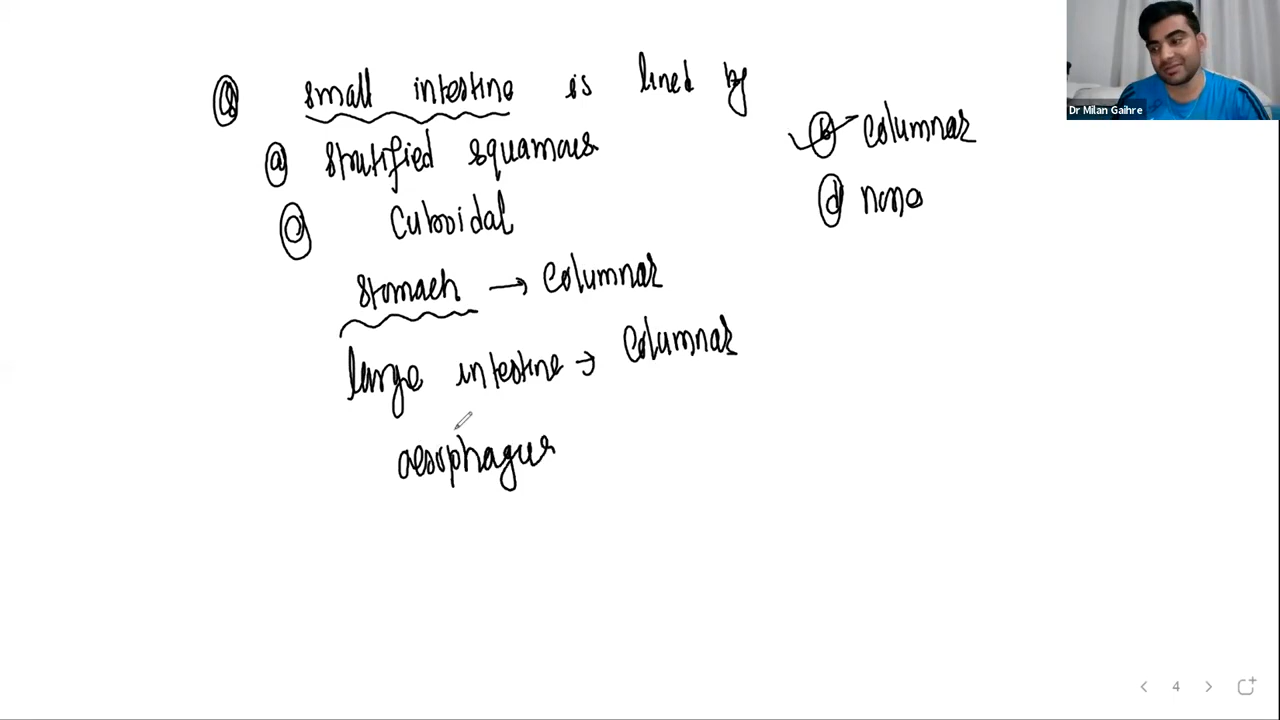 Q small intestine is lined by
a stratified squamous
b columnar
c cuboidal
d none
stomach → columnar
large intestine → columnar
aesophagus
Dr Milan Gaihre
4